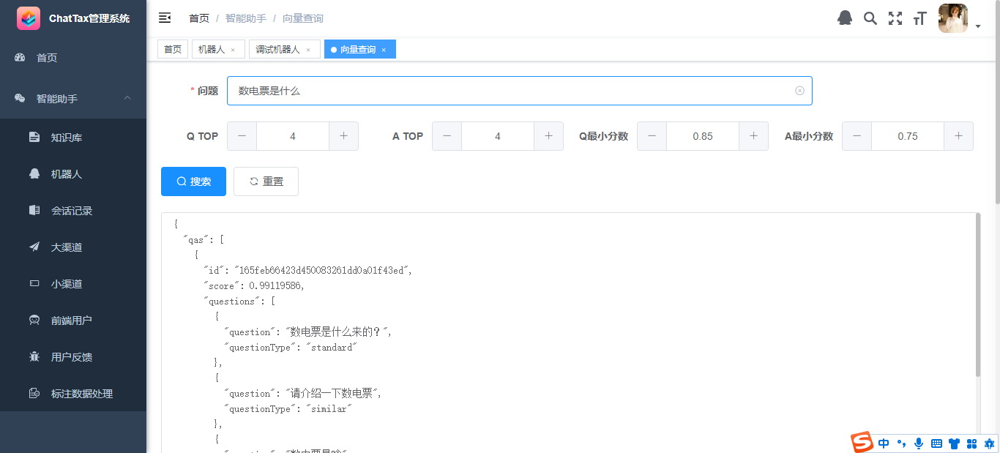 ChatTax管理系统
首页 / 智能助手 / 向量查询
首页
智能助手
知识库
机器人
会话记录
大渠道
小渠道
前端用户
用户反馈
标注数据处理
首页 机器人 × 调试机器人 × 向量查询 ×
* 问题 数电票是什么
Q TOP − 4 + A TOP − 4 + Q最小分数 − 0.85 + A最小分数 − 0.75 +
搜索 重置
{
"qas": [
{
"id": "165feb66423d450083261dd0a01f43ed",
"score": 0.99119586,
"questions": [
{
"question": "数电票是什么来的？",
"questionType": "standard"
},
{
"question": "请介绍一下数电票",
"questionType": "similar"
},
{
中